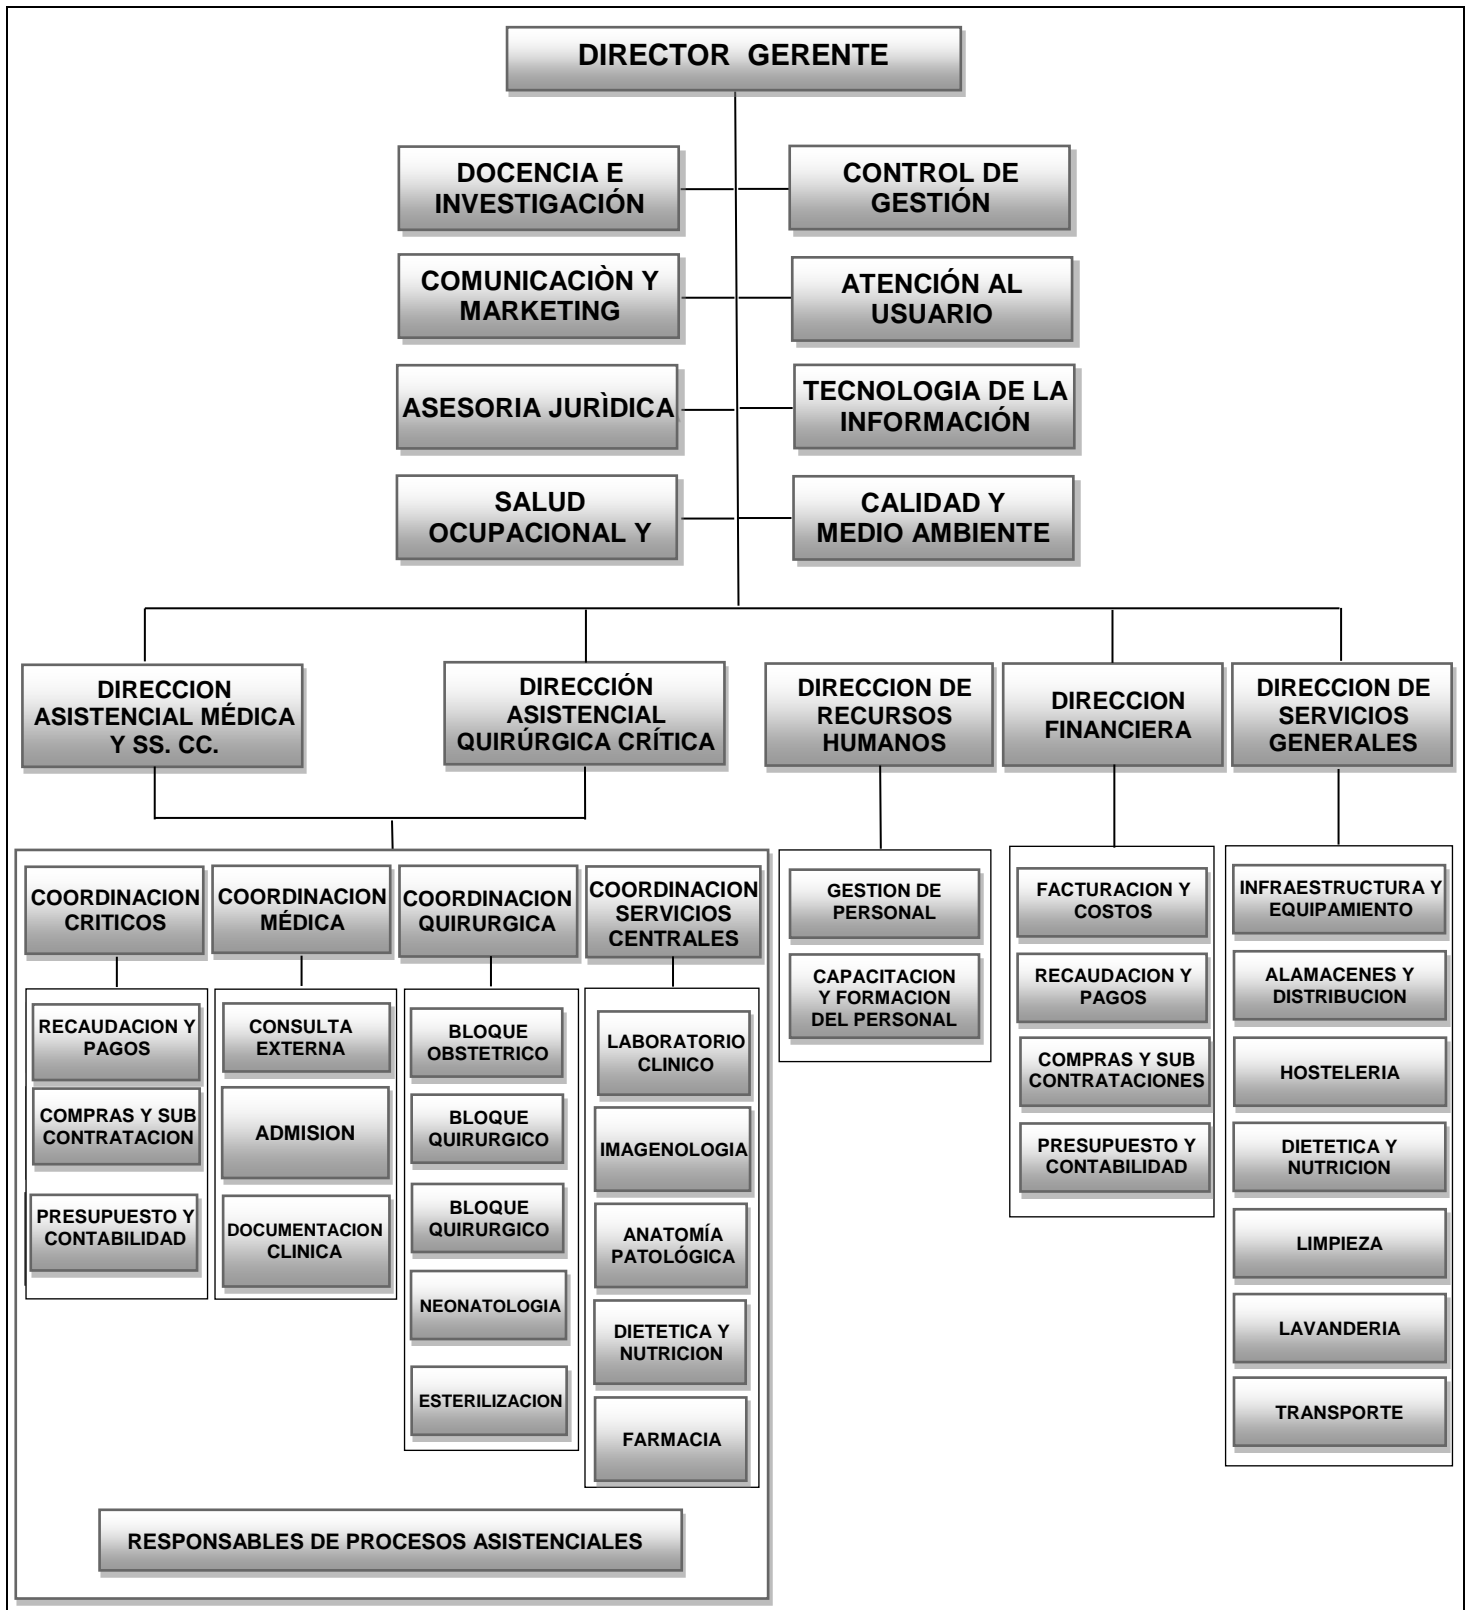 DIRECTOR GERENTE
DOCENCIA E
INVESTIGACIÓN
CONTROL DE
GESTIÓN
COMUNICACIÒN Y
MARKETING
ATENCIÓN AL
USUARIO
ASESORIA JURÌDICA
TECNOLOGIA DE LA
INFORMACIÓN
SALUD
OCUPACIONAL Y
CALIDAD Y
MEDIO AMBIENTE
DIRECCION
ASISTENCIAL MÉDICA
Y SS. CC.
DIRECCIÓN
ASISTENCIAL
QUIRÚRGICA CRÍTICA
DIRECCION DE
RECURSOS
HUMANOS
DIRECCION
FINANCIERA
DIRECCION DE
SERVICIOS
GENERALES
COORDINACION
CRITICOS
COORDINACION
MÉDICA
COORDINACION
QUIRURGICA
COORDINACION
SERVICIOS
CENTRALES
RECAUDACION Y
PAGOS
COMPRAS Y SUB
CONTRATACION
PRESUPUESTO Y
CONTABILIDAD
CONSULTA
EXTERNA
ADMISION
DOCUMENTACION
CLINICA
BLOQUE
OBSTETRICO
BLOQUE
QUIRURGICO
BLOQUE
QUIRURGICO
NEONATOLOGIA
ESTERILIZACION
LABORATORIO
CLINICO
IMAGENOLOGIA
ANATOMÍA
PATOLÓGICA
DIETETICA Y
NUTRICION
FARMACIA
GESTION DE
PERSONAL
CAPACITACION
Y FORMACION
DEL PERSONAL
FACTURACION Y
COSTOS
RECAUDACION Y
PAGOS
COMPRAS Y SUB
CONTRATACIONES
PRESUPUESTO Y
CONTABILIDAD
INFRAESTRUCTURA Y
EQUIPAMIENTO
ALAMACENES Y
DISTRIBUCION
HOSTELERIA
DIETETICA Y
NUTRICION
LIMPIEZA
LAVANDERIA
TRANSPORTE
RESPONSABLES DE PROCESOS ASISTENCIALES